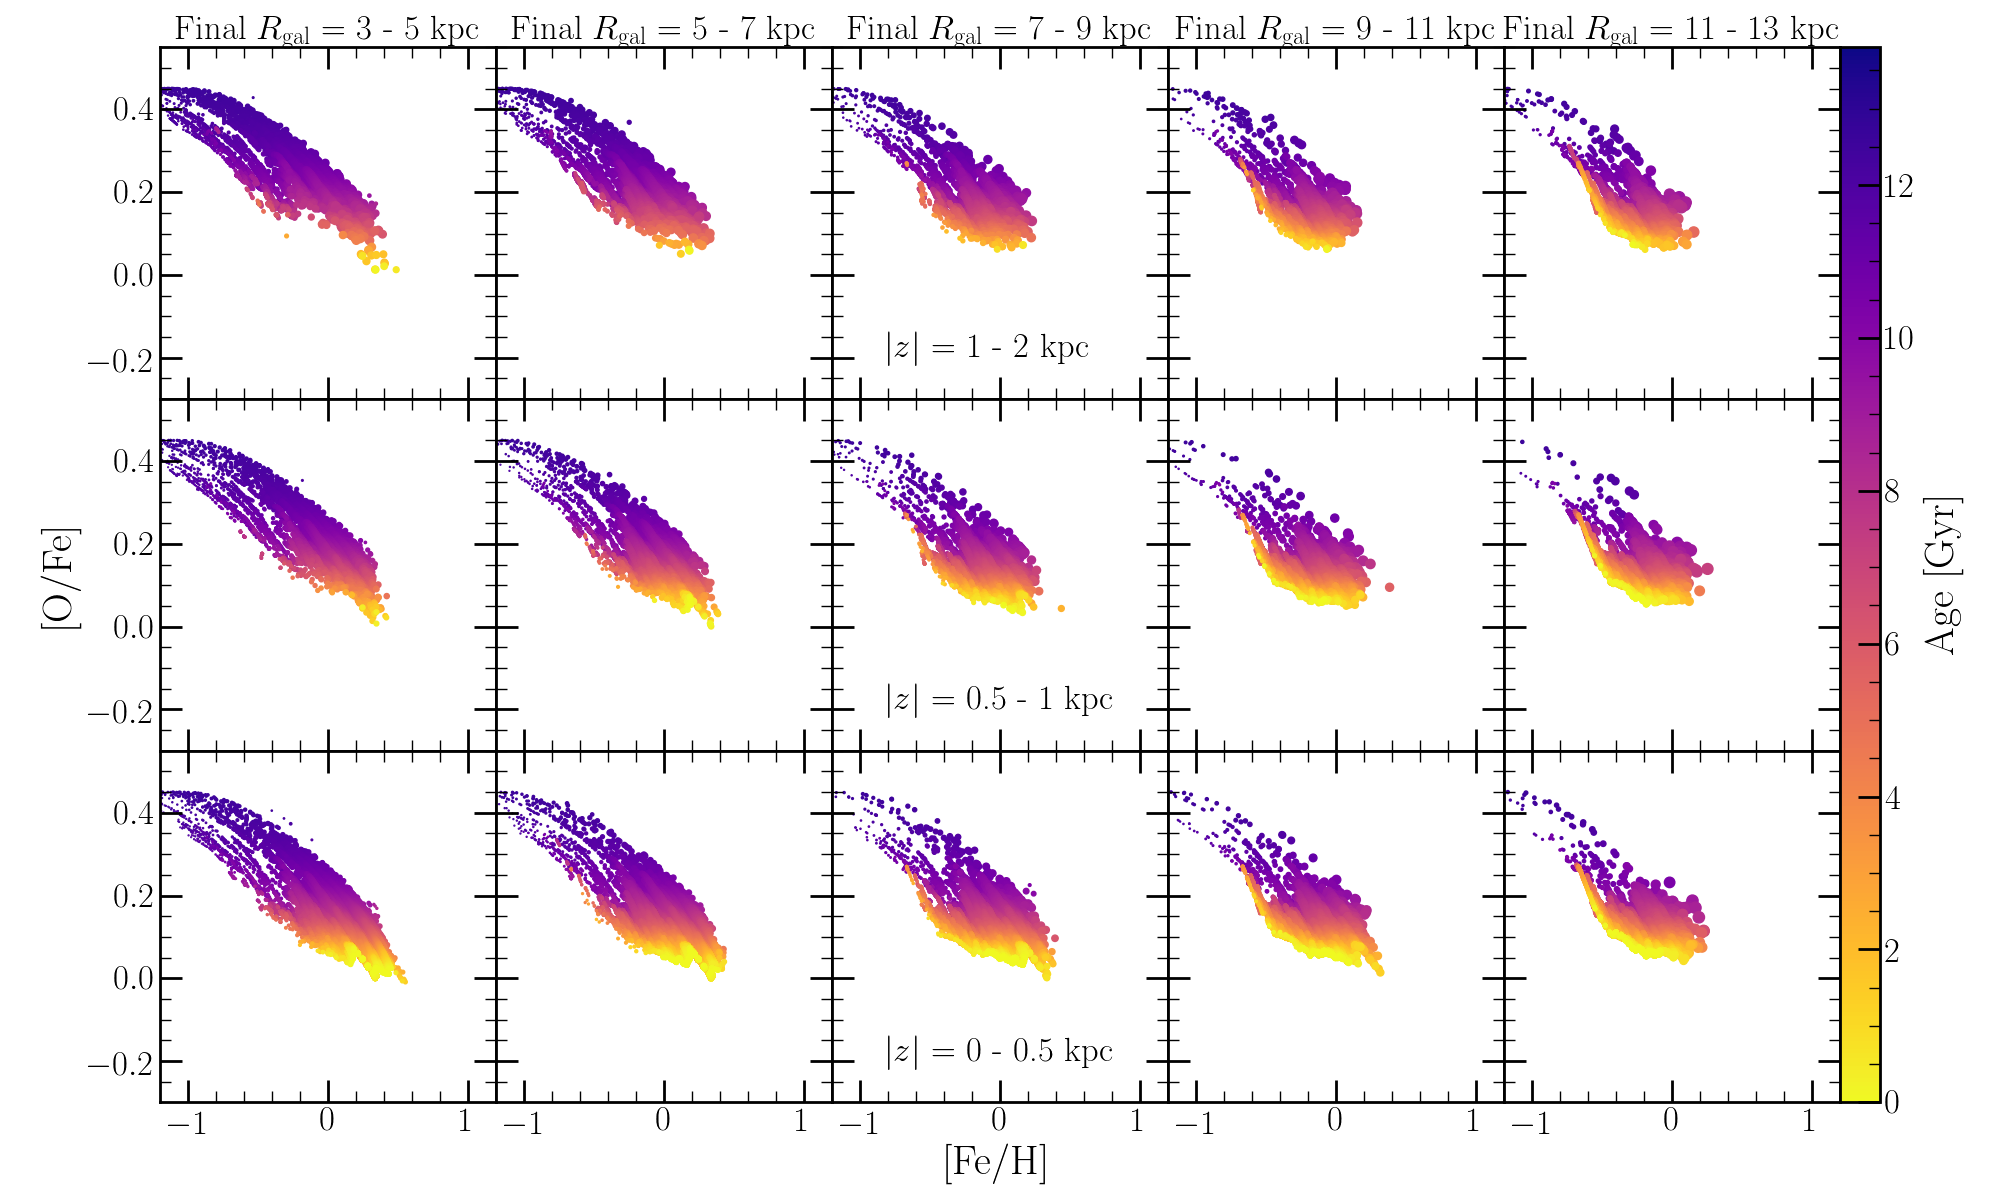 Final R_gal = 3 - 5 kpc
Final R_gal = 5 - 7 kpc
Final R_gal = 7 - 9 kpc
Final R_gal = 9 - 11 kpc
Final R_gal = 11 - 13 kpc
0.4
0.2
0.0
−0.2
|z| = 1 - 2 kpc
0.4
0.2
0.0
−0.2
|z| = 0.5 - 1 kpc
0.4
0.2
0.0
−0.2
|z| = 0 - 0.5 kpc
[O/Fe]
−1 0 1
−1 0 1
−1 0 1
−1 0 1
−1 0 1
[Fe/H]
12
10
8
6
4
2
0
Age [Gyr]